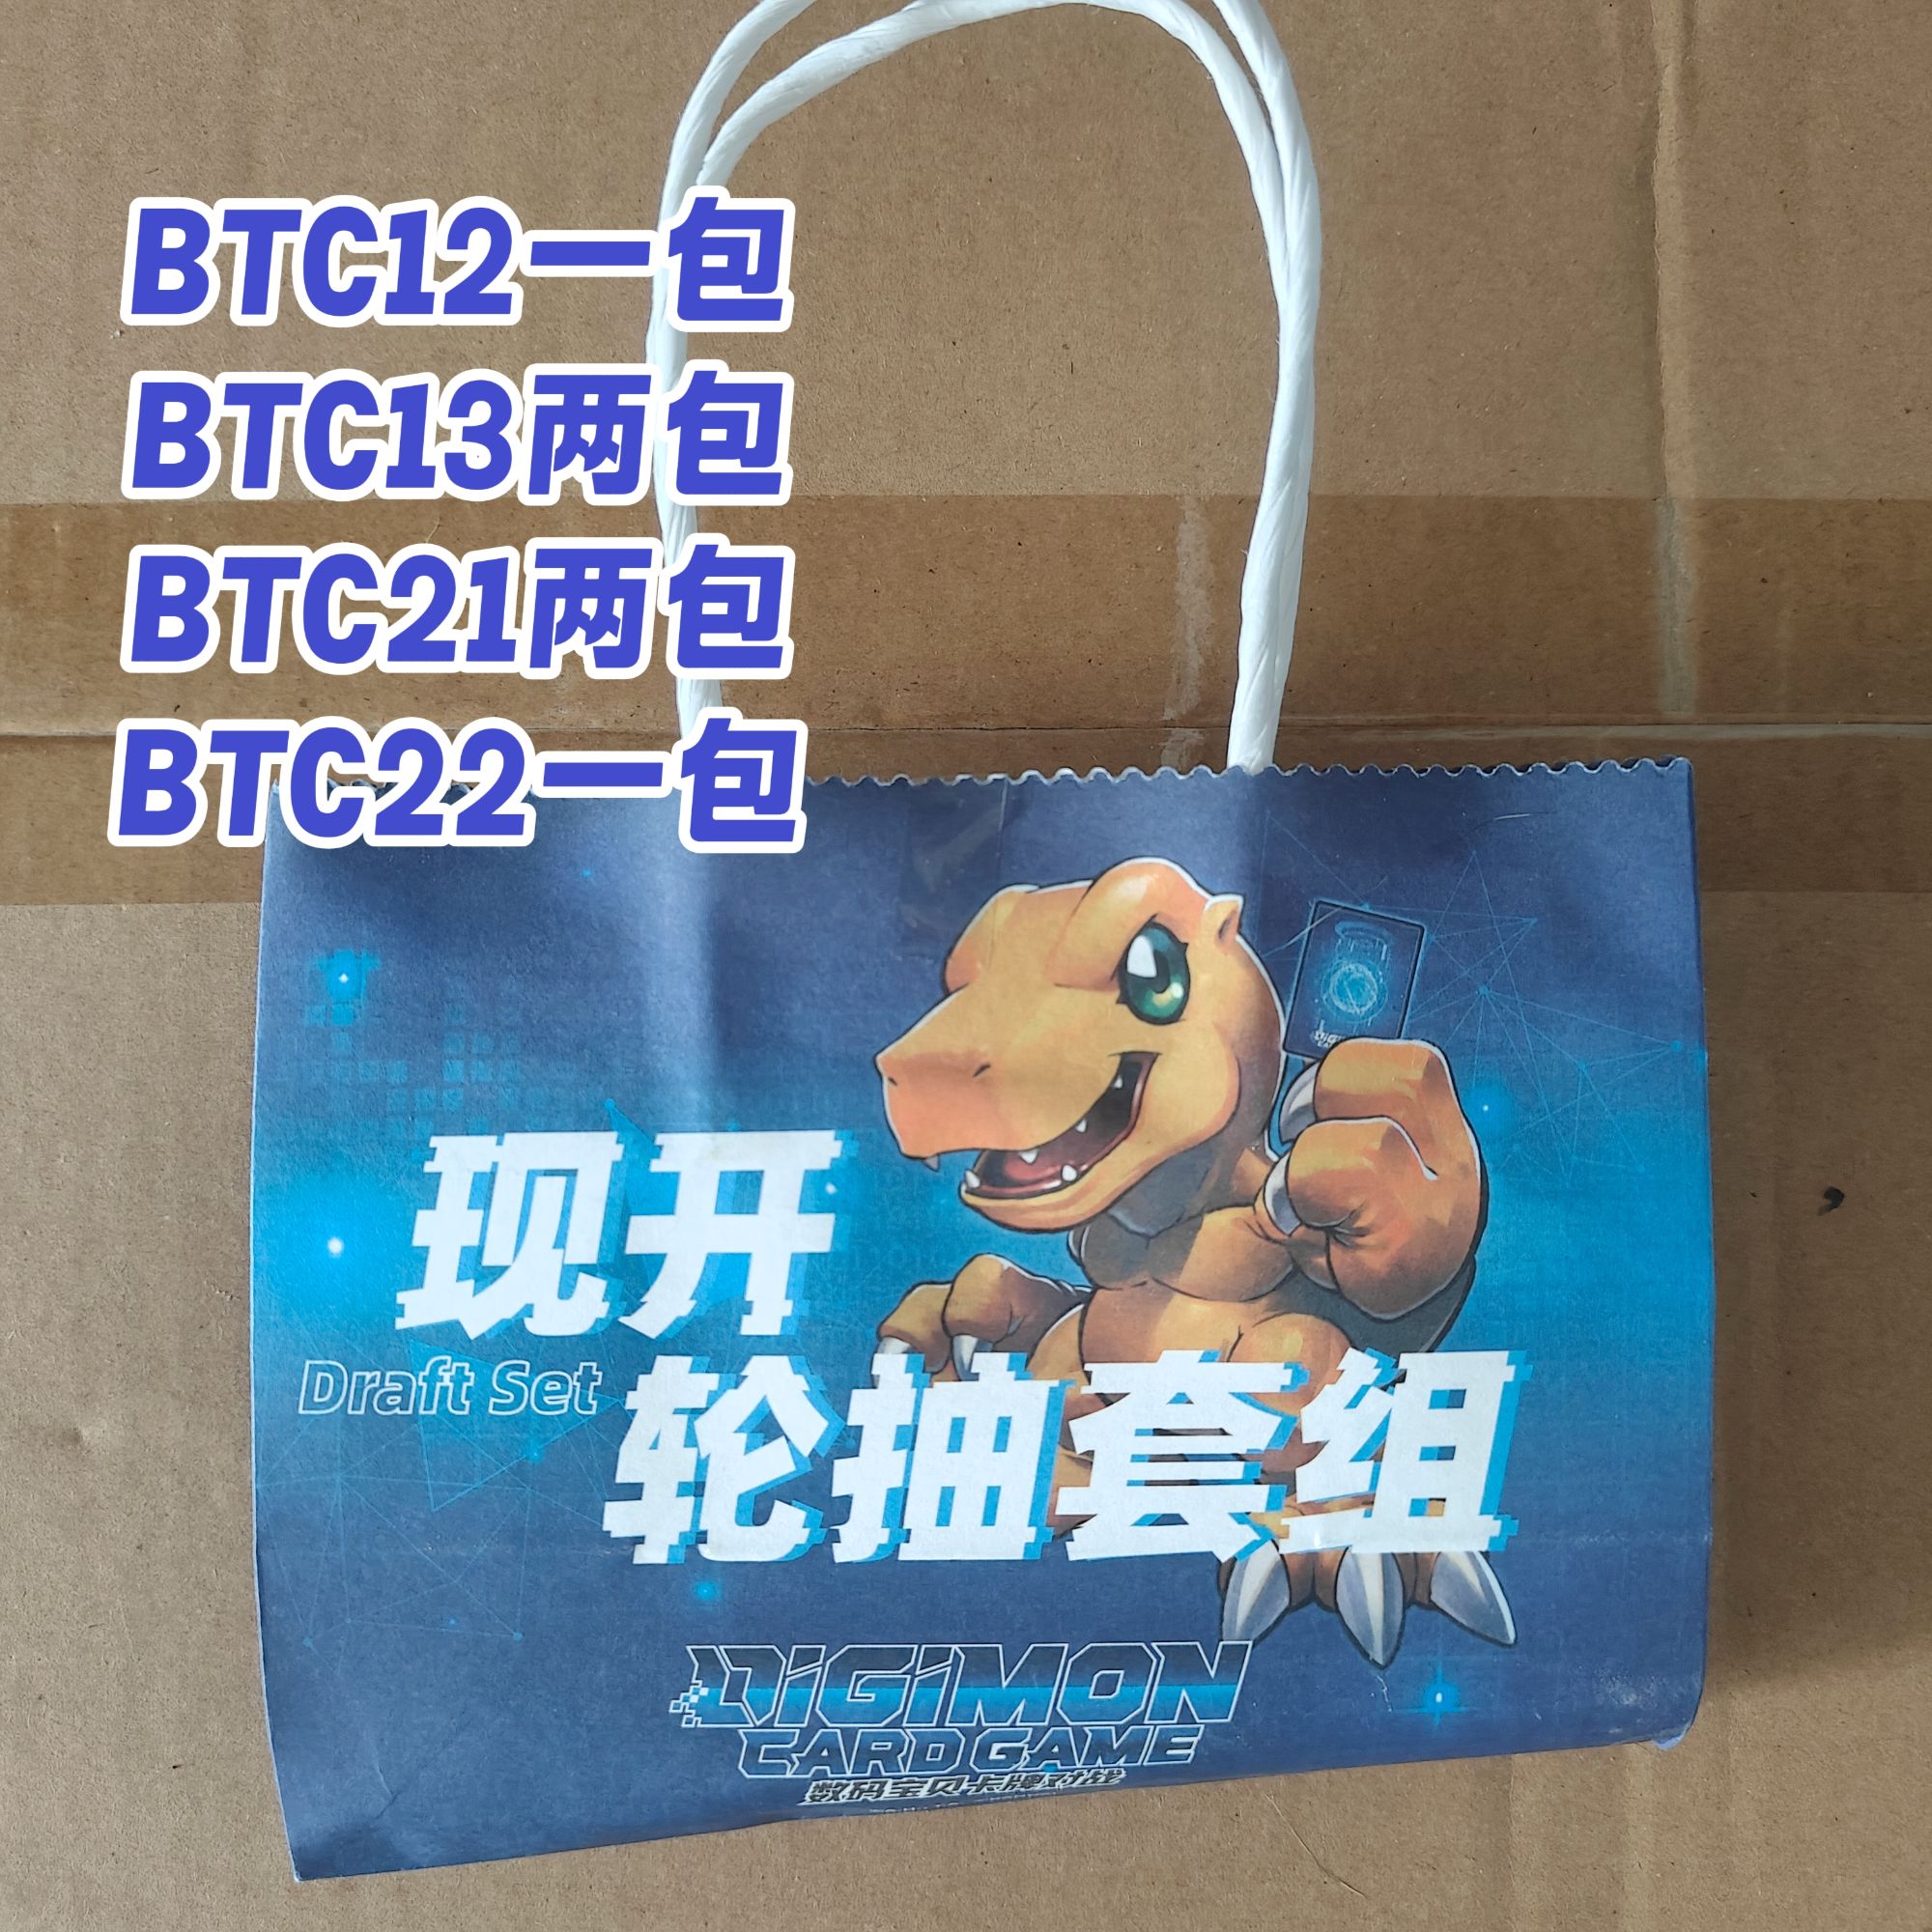 BTC12一包
BTC13两包
BTC21两包
BTC22一包
现开
Draft Set
轮抽套组
DIGIMON
CARD GAME
数码宝贝卡牌对战